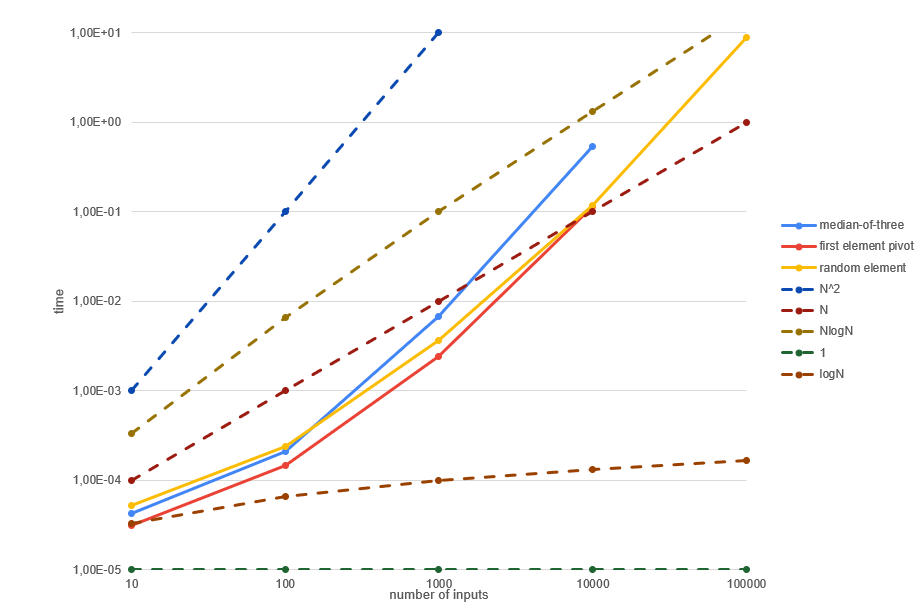 1,00E+01
1,00E+00
1,00E-01
1,00E-02
1,00E-03
1,00E-04
1,00E-05
time
10 100 1000 10000 100000
number of inputs
median-of-three
first element pivot
random element
N^2
N
NlogN
1
logN